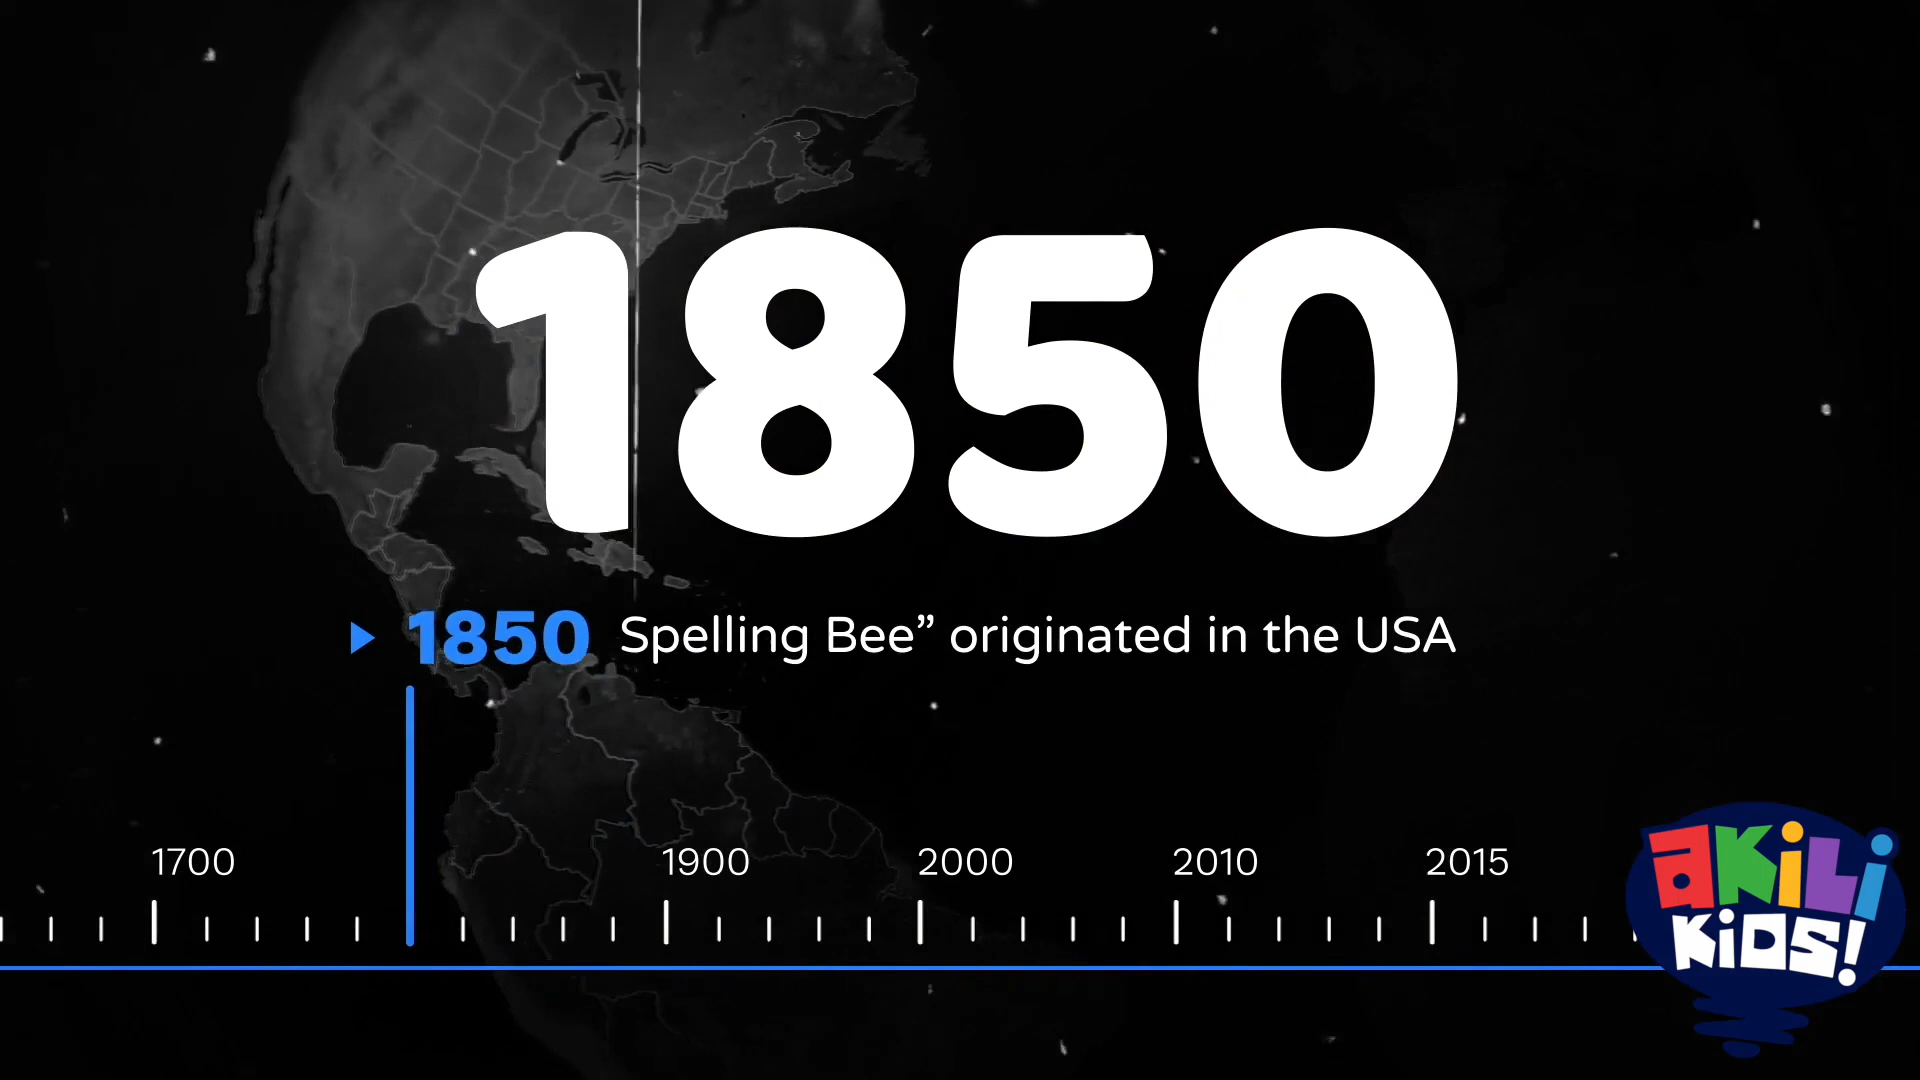 1850
1850 Spelling Bee” originated in the USA
1700 1900 2000 2010 2015
AKiLi
KiDS!